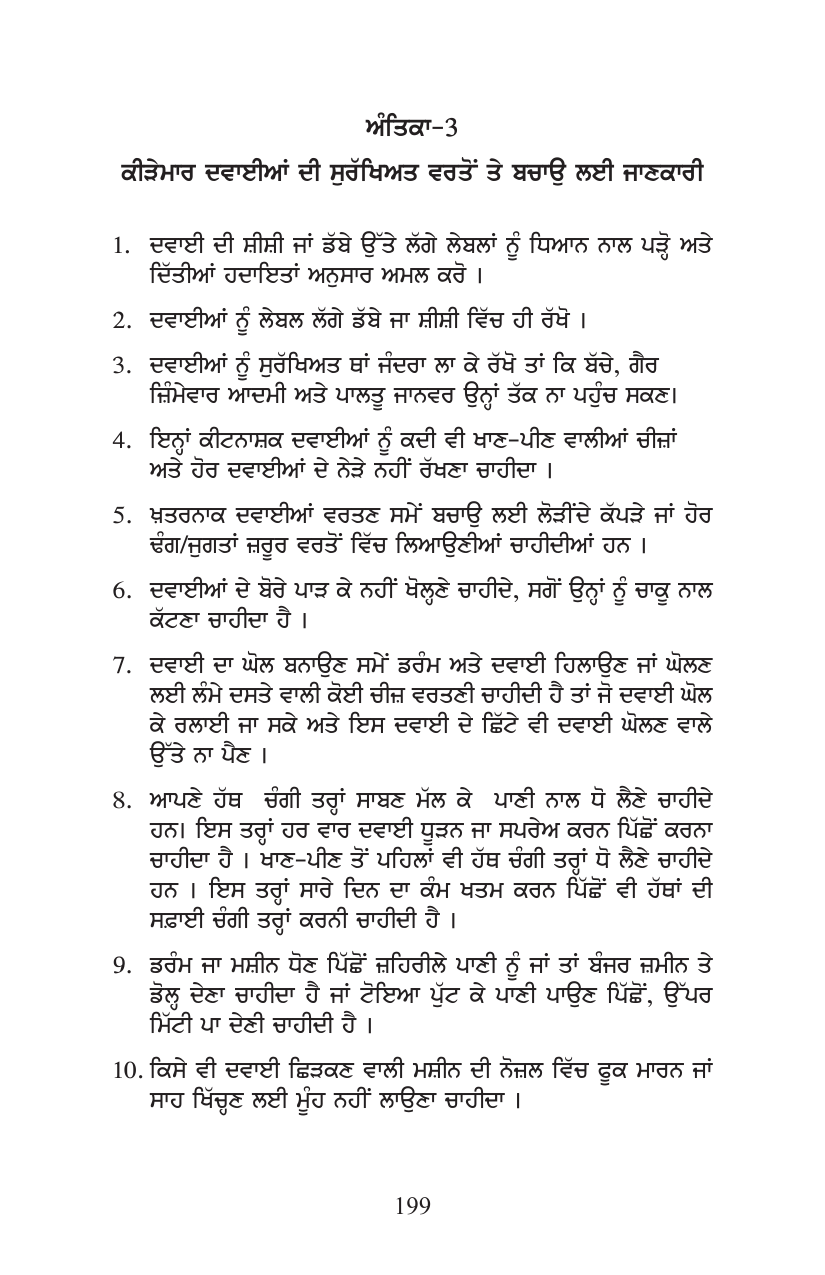 ਅੰਤਿਕਾ-3
ਕੀੜੇਮਾਰ ਦਵਾਈਆਂ ਦੀ ਸੁਰੱਖਿਅਤ ਵਰਤੋਂ ਤੇ ਬਚਾਉ ਲਈ ਜਾਣਕਾਰੀ
1. ਦਵਾਈ ਦੀ ਸ਼ੀਸ਼ੀ ਜਾਂ ਡੱਬੇ ਉੱਤੇ ਲੱਗੇ ਲੇਬਲਾਂ ਨੂੰ ਧਿਆਨ ਨਾਲ ਪੜ੍ਹੋ ਅਤੇ
ਦਿੱਤੀਆਂ ਹਦਾਇਤਾਂ ਅਨੁਸਾਰ ਅਮਲ ਕਰੋ ।
2. ਦਵਾਈਆਂ ਨੂੰ ਲੇਬਲ ਲੱਗੇ ਡੱਬੇ ਜਾ ਸ਼ੀਸ਼ੀ ਵਿੱਚ ਹੀ ਰੱਖੋ ।
3. ਦਵਾਈਆਂ ਨੂੰ ਸੁਰੱਖਿਅਤ ਥਾਂ ਜੰਦਰਾ ਲਾ ਕੇ ਰੱਖੋ ਤਾਂ ਕਿ ਬੱਚੇ, ਗੈਰ
ਜ਼ਿੰਮੇਵਾਰ ਆਦਮੀ ਅਤੇ ਪਾਲਤੂ ਜਾਨਵਰ ਉਨ੍ਹਾਂ ਤੱਕ ਨਾ ਪਹੁੰਚ ਸਕਣ।
4. ਇਨ੍ਹਾਂ ਕੀਟਨਾਸ਼ਕ ਦਵਾਈਆਂ ਨੂੰ ਕਦੀ ਵੀ ਖਾਣ-ਪੀਣ ਵਾਲੀਆਂ ਚੀਜ਼ਾਂ
ਅਤੇ ਹੋਰ ਦਵਾਈਆਂ ਦੇ ਨੇੜੇ ਨਹੀਂ ਰੱਖਣਾ ਚਾਹੀਦਾ ।
5. ਖ਼ਤਰਨਾਕ ਦਵਾਈਆਂ ਵਰਤਣ ਸਮੇਂ ਬਚਾਉ ਲਈ ਲੋੜੀਂਦੇ ਕੱਪੜੇ ਜਾਂ ਹੋਰ
ਢੰਗ/ਜੁਗਤਾਂ ਜ਼ਰੂਰ ਵਰਤੋਂ ਵਿੱਚ ਲਿਆਉਣੀਆਂ ਚਾਹੀਦੀਆਂ ਹਨ ।
6. ਦਵਾਈਆਂ ਦੇ ਬੋਰੇ ਪਾੜ ਕੇ ਨਹੀਂ ਖੋਲ੍ਹਣੇ ਚਾਹੀਦੇ, ਸਗੋਂ ਉਨ੍ਹਾਂ ਨੂੰ ਚਾਕੂ ਨਾਲ
ਕੱਟਣਾ ਚਾਹੀਦਾ ਹੈ ।
7. ਦਵਾਈ ਦਾ ਘੋਲ ਬਨਾਉਣ ਸਮੇਂ ਡਰੰਮ ਅਤੇ ਦਵਾਈ ਹਿਲਾਉਣ ਜਾਂ ਘੋਲਣ
ਲਈ ਲੰਮੇ ਦਸਤੇ ਵਾਲੀ ਕੋਈ ਚੀਜ਼ ਵਰਤਣੀ ਚਾਹੀਦੀ ਹੈ ਤਾਂ ਜੋ ਦਵਾਈ ਘੋਲ
ਕੇ ਰਲਾਈ ਜਾ ਸਕੇ ਅਤੇ ਇਸ ਦਵਾਈ ਦੇ ਛਿੱਟੇ ਵੀ ਦਵਾਈ ਘੋਲਣ ਵਾਲੇ
ਉੱਤੇ ਨਾ ਪੈਣ ।
8. ਆਪਣੇ ਹੱਥ ਚੰਗੀ ਤਰ੍ਹਾਂ ਸਾਬਣ ਮੱਲ ਕੇ ਪਾਣੀ ਨਾਲ ਧੋ ਲੈਣੇ ਚਾਹੀਦੇ
ਹਨ। ਇਸ ਤਰ੍ਹਾਂ ਹਰ ਵਾਰ ਦਵਾਈ ਧੂੜਨ ਜਾ ਸਪਰੇਅ ਕਰਨ ਪਿੱਛੋਂ ਕਰਨਾ
ਚਾਹੀਦਾ ਹੈ । ਖਾਣ-ਪੀਣ ਤੋਂ ਪਹਿਲਾਂ ਵੀ ਹੱਥ ਚੰਗੀ ਤਰ੍ਹਾਂ ਧੋ ਲੈਣੇ ਚਾਹੀਦੇ
ਹਨ । ਇਸ ਤਰ੍ਹਾਂ ਸਾਰੇ ਦਿਨ ਦਾ ਕੰਮ ਖਤਮ ਕਰਨ ਪਿੱਛੋਂ ਵੀ ਹੱਥਾਂ ਦੀ
ਸਫ਼ਾਈ ਚੰਗੀ ਤਰ੍ਹਾਂ ਕਰਨੀ ਚਾਹੀਦੀ ਹੈ ।
9. ਡਰੰਮ ਜਾ ਮਸ਼ੀਨ ਧੋਣ ਪਿੱਛੋਂ ਜ਼ਹਿਰੀਲੇ ਪਾਣੀ ਨੂੰ ਜਾਂ ਤਾਂ ਬੰਜਰ ਜ਼ਮੀਨ ਤੇ
ਡੋਲ੍ਹ ਦੇਣਾ ਚਾਹੀਦਾ ਹੈ ਜਾਂ ਟੋਇਆ ਪੁੱਟ ਕੇ ਪਾਣੀ ਪਾਉਣ ਪਿੱਛੋਂ, ਉੱਪਰ
ਮਿੱਟੀ ਪਾ ਦੇਣੀ ਚਾਹੀਦੀ ਹੈ ।
10. ਕਿਸੇ ਵੀ ਦਵਾਈ ਛਿੜਕਣ ਵਾਲੀ ਮਸ਼ੀਨ ਦੀ ਨੋਜ਼ਲ ਵਿੱਚ ਫੂਕ ਮਾਰਨ ਜਾਂ
ਸਾਹ ਖਿੱਚ੍ਹਣ ਲਈ ਮੂੰਹ ਨਹੀਂ ਲਾਉਣਾ ਚਾਹੀਦਾ ।
199